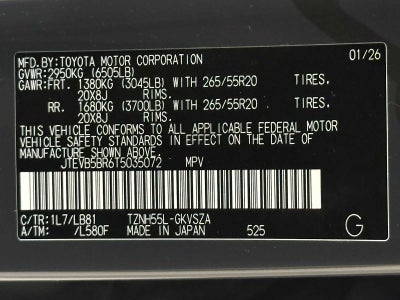 MFD. BY: TOYOTA MOTOR CORPORATION 01/26
GVWR: 2950KG (6505LB)
GAWR: FRT. 1380KG (3045LB) WITH 265/55R20 TIRES.
20X8J RIMS.
RR. 1680KG (3700LB) WITH 265/55R20 TIRES.
20X8J RIMS.
THIS VEHICLE CONFORMS TO ALL APPLICABLE FEDERAL MOTOR
VEHICLE SAFETY STANDARDS IN EFFECT ON THE DATE OF
MANUFACTURE SHOWN ABOVE.
JTEVB5BR6T5035072 MPV
C/TR: 1L7/LB81 TZNH55L-GKVSZA
A/TM: /L580F MADE IN JAPAN 525 G